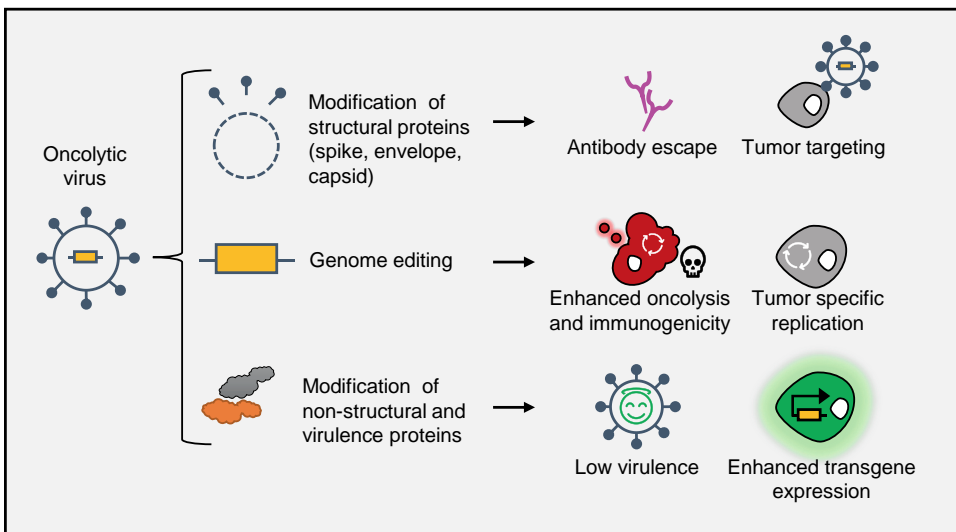 Oncolytic
virus
Modification of
structural proteins
(spike, envelope,
capsid)
Antibody escape
Tumor targeting
Genome editing
Enhanced oncolysis
and immunogenicity
Tumor specific
replication
Modification of
non-structural and
virulence proteins
Low virulence
Enhanced transgene
expression